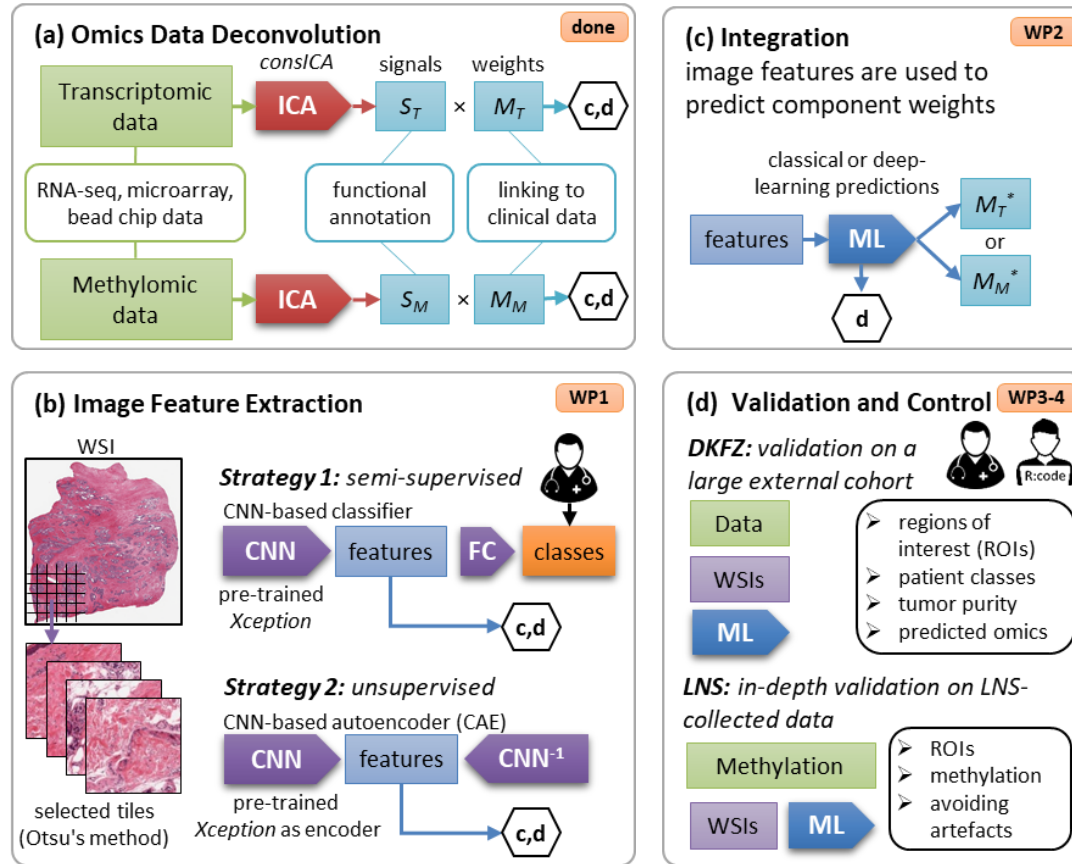 (a) Omics Data Deconvolution
done
consICA
signals
weights
Transcriptomic
data
ICA
S_T
×
M_T
c,d
RNA-seq, microarray,
bead chip data
functional
annotation
linking to
clinical data
Methylomic
data
ICA
S_M
×
M_M
c,d
(c) Integration
WP2
image features are used to
predict component weights
classical or deep-
learning predictions
features
ML
M_T*
or
M_M*
d
(b) Image Feature Extraction
WP1
WSI
Strategy 1: semi-supervised
CNN-based classifier
CNN
features
FC
classes
pre-trained
Xception
c,d
Strategy 2: unsupervised
CNN-based autoencoder (CAE)
CNN
features
CNN⁻¹
pre-trained
Xception as encoder
c,d
selected tiles
(Otsu's method)
(d) Validation and Control
WP3-4
DKFZ: validation on a
large external cohort
R:code
Data
WSIs
ML
➢ regions of
interest (ROIs)
➢ patient classes
➢ tumor purity
➢ predicted omics
LNS: in-depth validation on LNS-
collected data
Methylation
WSIs
ML
➢ ROIs
➢ methylation
➢ avoiding
artefacts